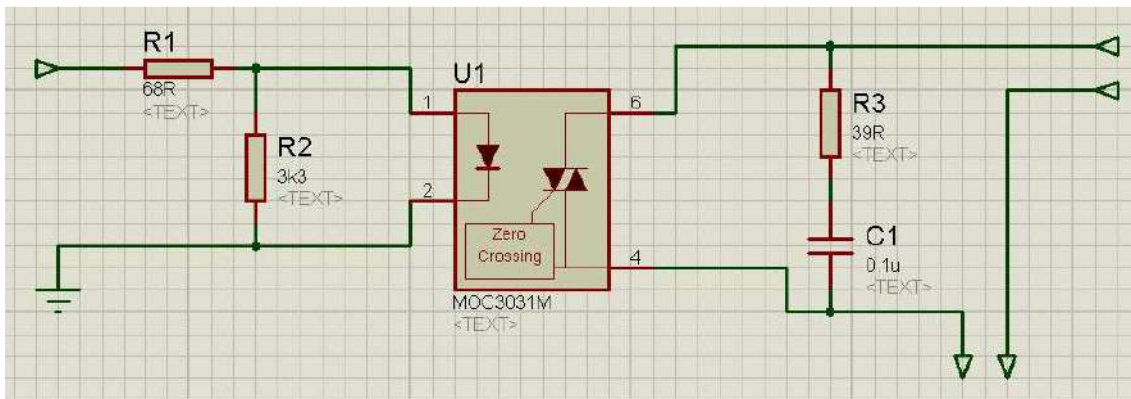 R1
68R
<TEXT>
R2
3k3
<TEXT>
U1
1
2
6
4
Zero
Crossing
MOC3031M
<TEXT>
R3
39R
<TEXT>
C1
0.1u
<TEXT>